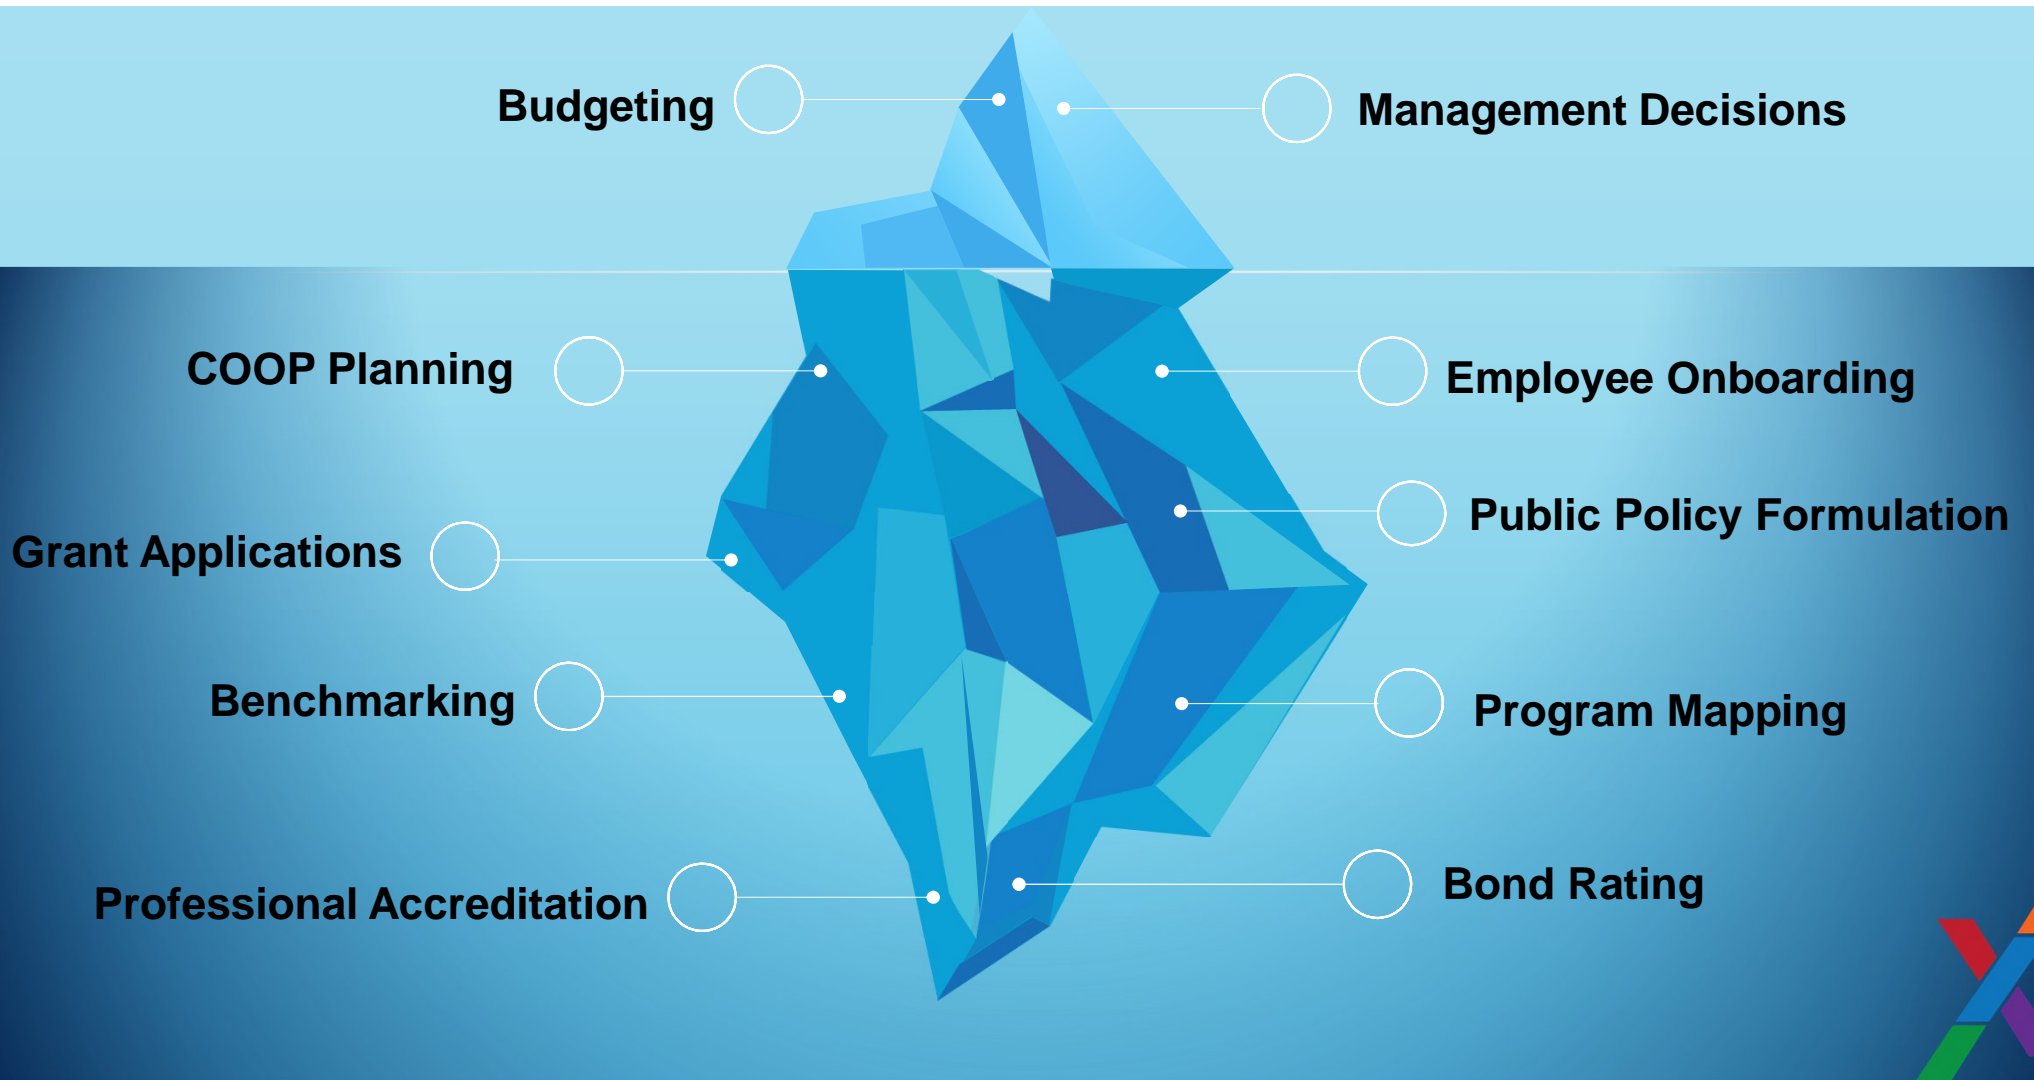 Budgeting
Management Decisions
COOP Planning
Employee Onboarding
Public Policy Formulation
Grant Applications
Benchmarking
Program Mapping
Professional Accreditation
Bond Rating